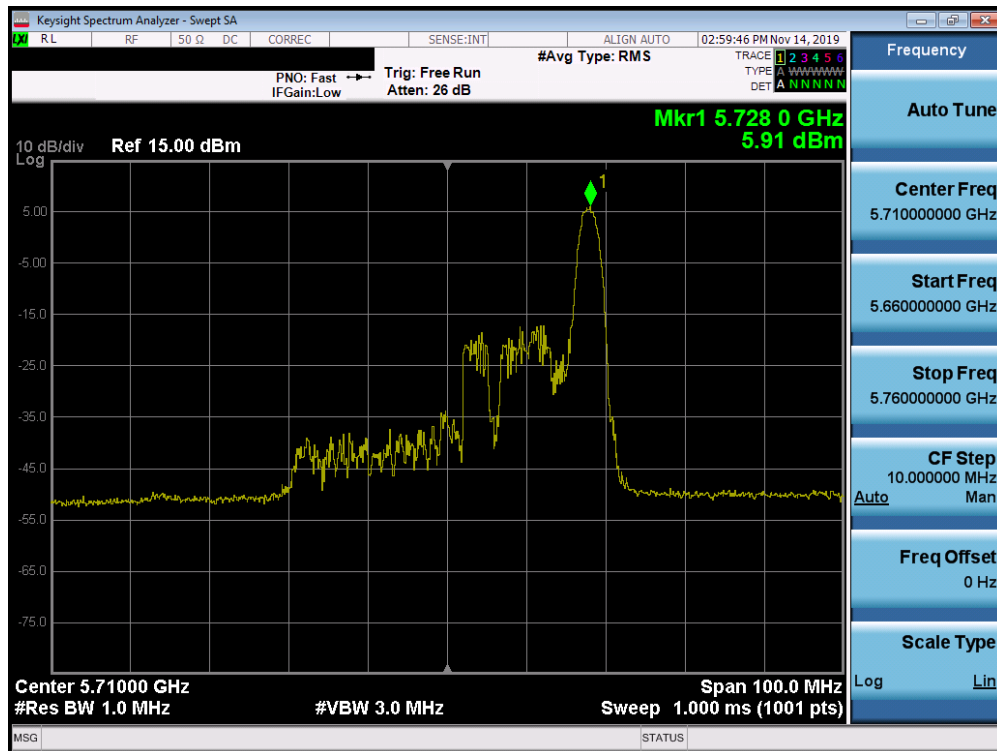 Keysight Spectrum Analyzer - Swept SA
LXI RL RF 50 Ω DC CORREC SENSE:INT ALIGN AUTO 02:59:46 PM Nov 14, 2019
PNO: Fast
IFGain:Low
Trig: Free Run
Atten: 26 dB
#Avg Type: RMS
TRACE 1 2 3 4 5 6
TYPE A WWWWW
DET A N N N N N
Mkr1 5.728 0 GHz
5.91 dBm
10 dB/div Ref 15.00 dBm
Log
1
5.00
-5.00
-15.0
-25.0
-35.0
-45.0
-55.0
-65.0
-75.0
Center 5.71000 GHz Span 100.0 MHz
#Res BW 1.0 MHz #VBW 3.0 MHz Sweep 1.000 ms (1001 pts)
MSG STATUS
Frequency
Auto Tune
Center Freq
5.710000000 GHz
Start Freq
5.660000000 GHz
Stop Freq
5.760000000 GHz
CF Step
10.000000 MHz
Auto Man
Freq Offset
0 Hz
Scale Type
Log Lin